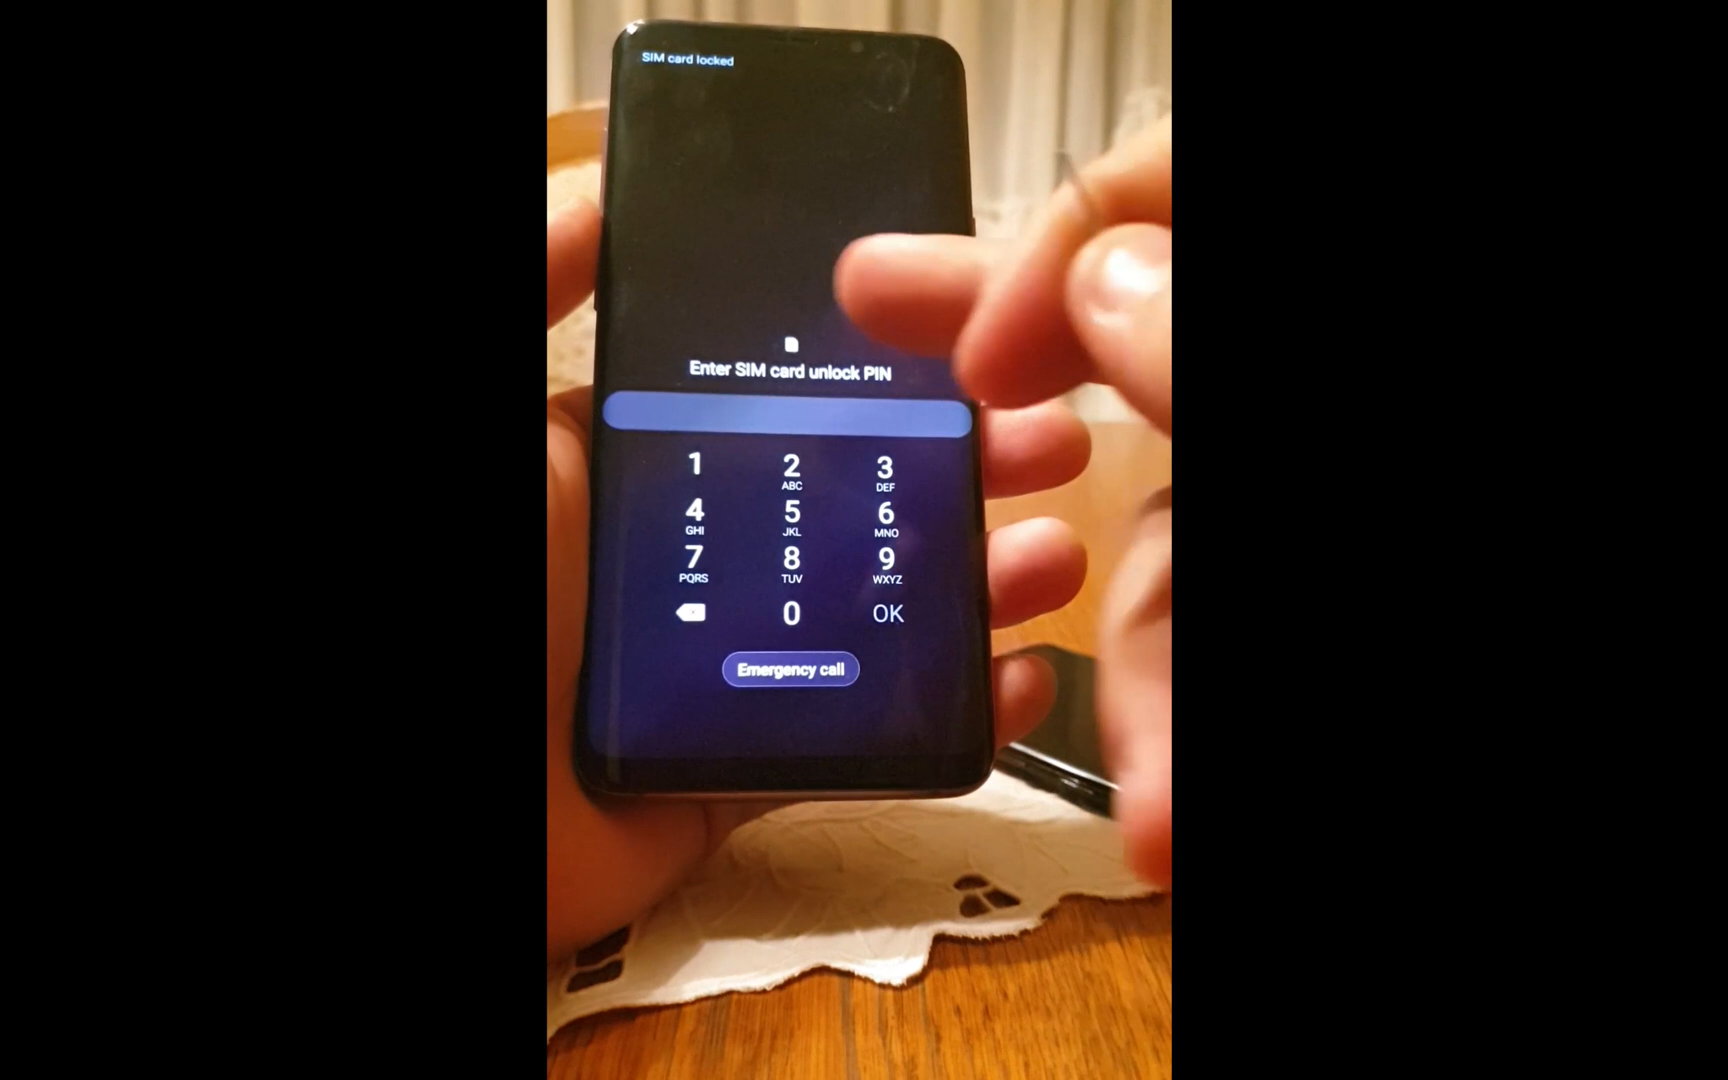 SIM card locked
Enter SIM card unlock PIN
1 2 3
ABC DEF
4 5 6
GHI JKL MNO
7 8 9
PQRS TUV WXYZ
0 OK
Emergency call